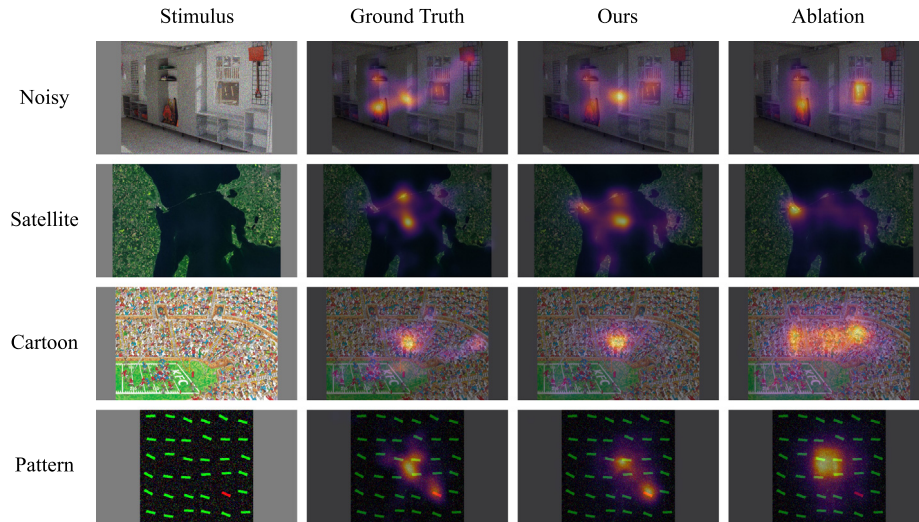 Stimulus Ground Truth Ours Ablation
Noisy
Satellite
Cartoon
Pattern